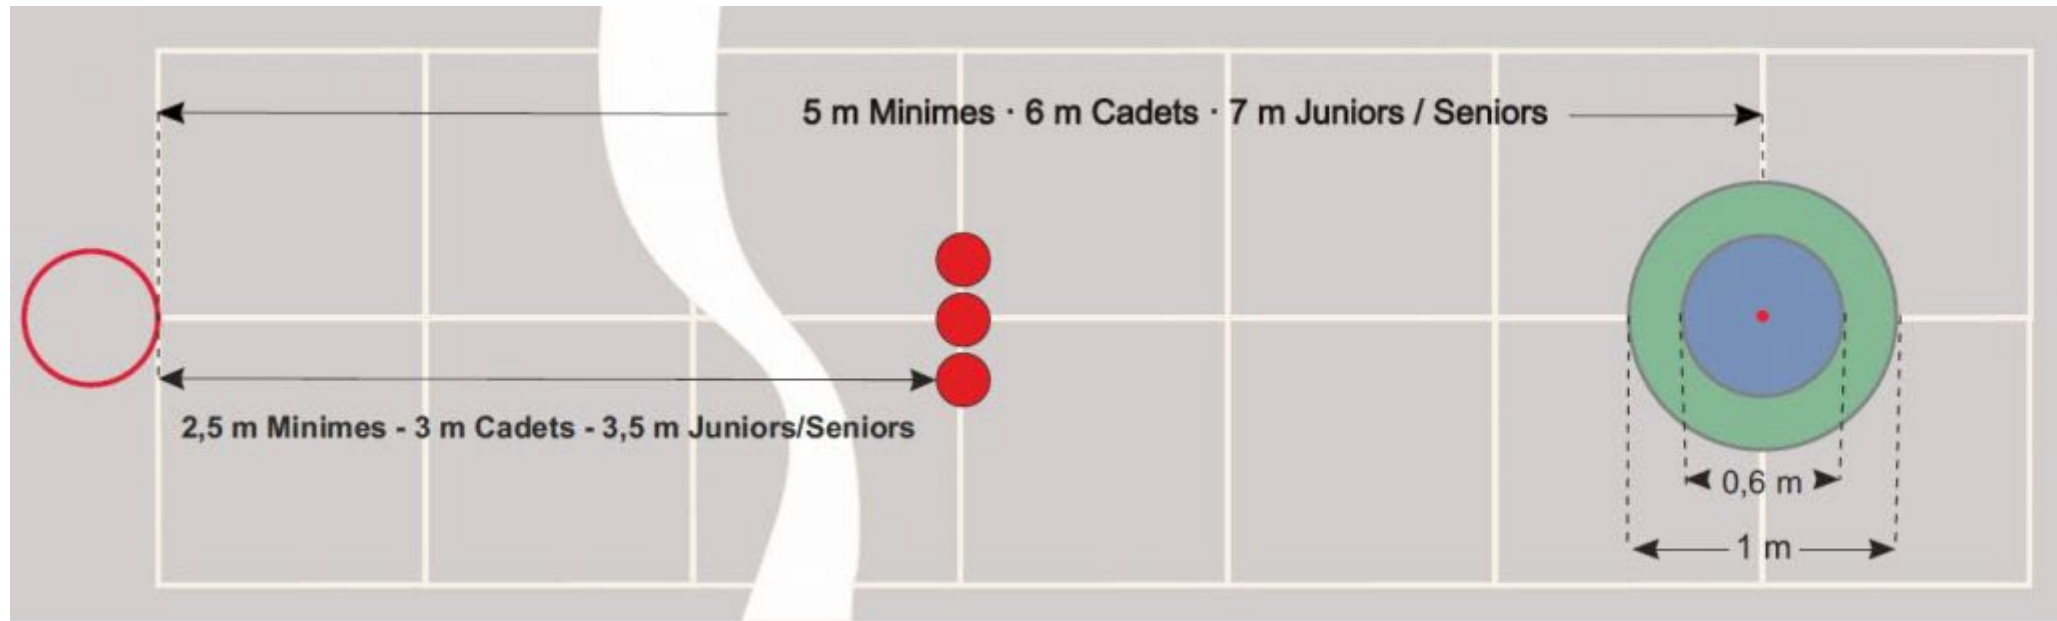 5 m Minimes · 6 m Cadets · 7 m Juniors / Seniors
2,5 m Minimes - 3 m Cadets - 3,5 m Juniors/Seniors
0,6 m
1 m